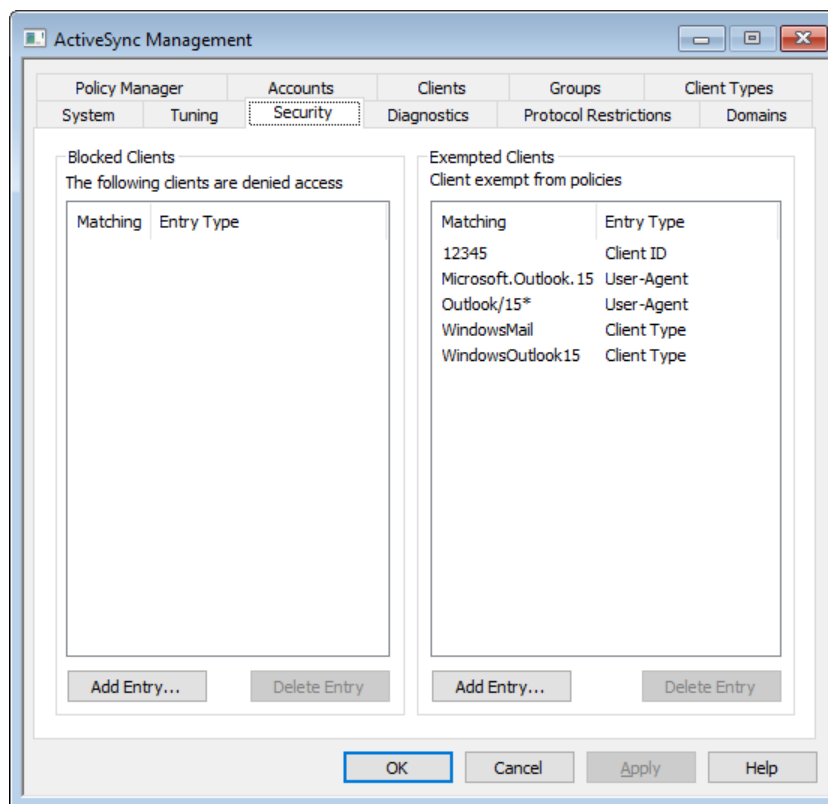 ActiveSync Management
Policy Manager Accounts Clients Groups Client Types
System Tuning Security Diagnostics Protocol Restrictions Domains
Blocked Clients
The following clients are denied access
Matching Entry Type
Add Entry... Delete Entry
Exempted Clients
Client exempt from policies
Matching Entry Type
12345 Client ID
Microsoft.Outlook.15 User-Agent
Outlook/15* User-Agent
WindowsMail Client Type
WindowsOutlook15 Client Type
Add Entry... Delete Entry
OK Cancel Apply Help